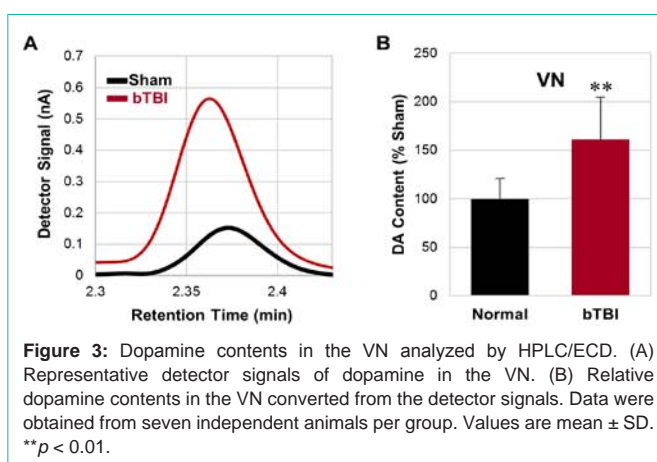 A
0.7
0.6
0.5
0.4
0.3
0.2
0.1
0
Detector Signal (nA)
Sham
bTBI
2.3 2.35 2.4
Retention Time (min)
B
250
200
150
100
50
0
DA Content (% Sham)
VN
**
Normal bTBI
Figure 3: Dopamine contents in the VN analyzed by HPLC/ECD. (A)
Representative detector signals of dopamine in the VN. (B) Relative
dopamine contents in the VN converted from the detector signals. Data were
obtained from seven independent animals per group. Values are mean ± SD.
**p < 0.01.